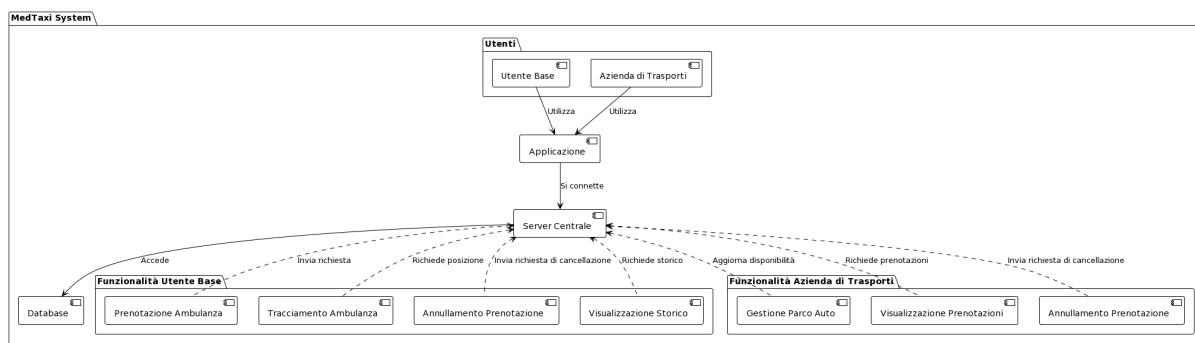 MedTaxi System
Utenti
Utente Base
Azienda di Trasporti
Utilizza
Utilizza
Applicazione
Si connette
Server Centrale
Accede
Invia richiesta
Richiede posizione
Invia richiesta di cancellazione
Richiede storico
Aggiorna disponibilità
Richiede prenotazioni
Invia richiesta di cancellazione
Database
Funzionalità Utente Base
Prenotazione Ambulanza
Tracciamento Ambulanza
Annullamento Prenotazione
Visualizzazione Storico
Funzionalità Azienda di Trasporti
Gestione Parco Auto
Visualizzazione Prenotazioni
Annullamento Prenotazione